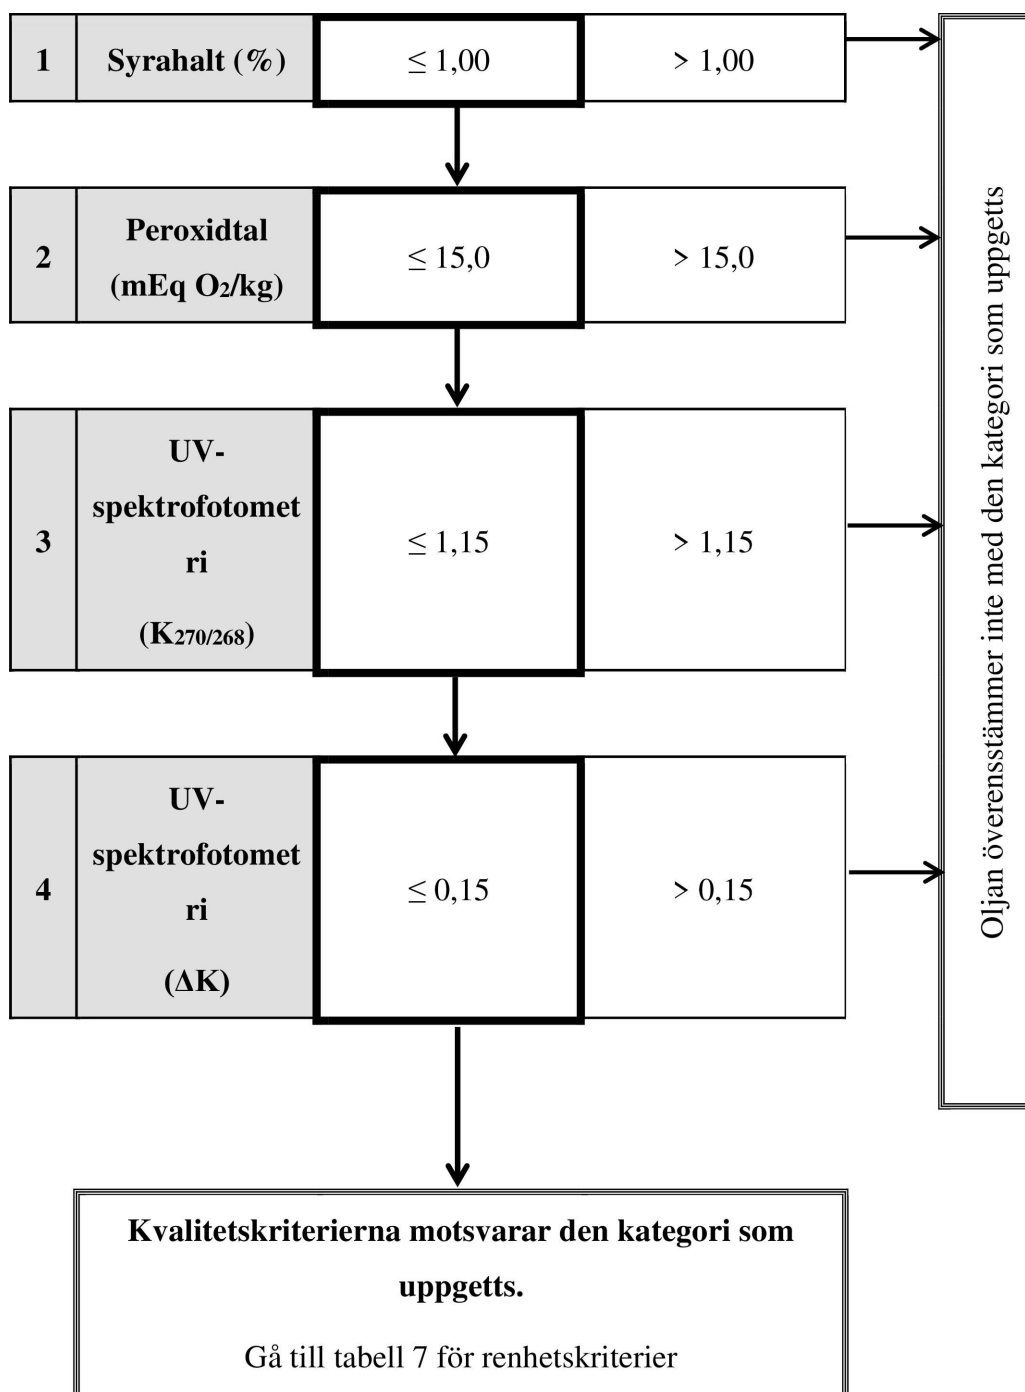 1 Syrahalt (%) ≤ 1,00 > 1,00
2 Peroxidtal (mEq O2/kg) ≤ 15,0 > 15,0
3 UV-
spektrofotomet
ri
(K270/268) ≤ 1,15 > 1,15
4 UV-
spektrofotomet
ri
(ΔK) ≤ 0,15 > 0,15
Oljan överensstämmer inte med den kategori som uppgetts
Kvalitetskriterierna motsvarar den kategori som
uppgetts.
Gå till tabell 7 för renhetskriterier